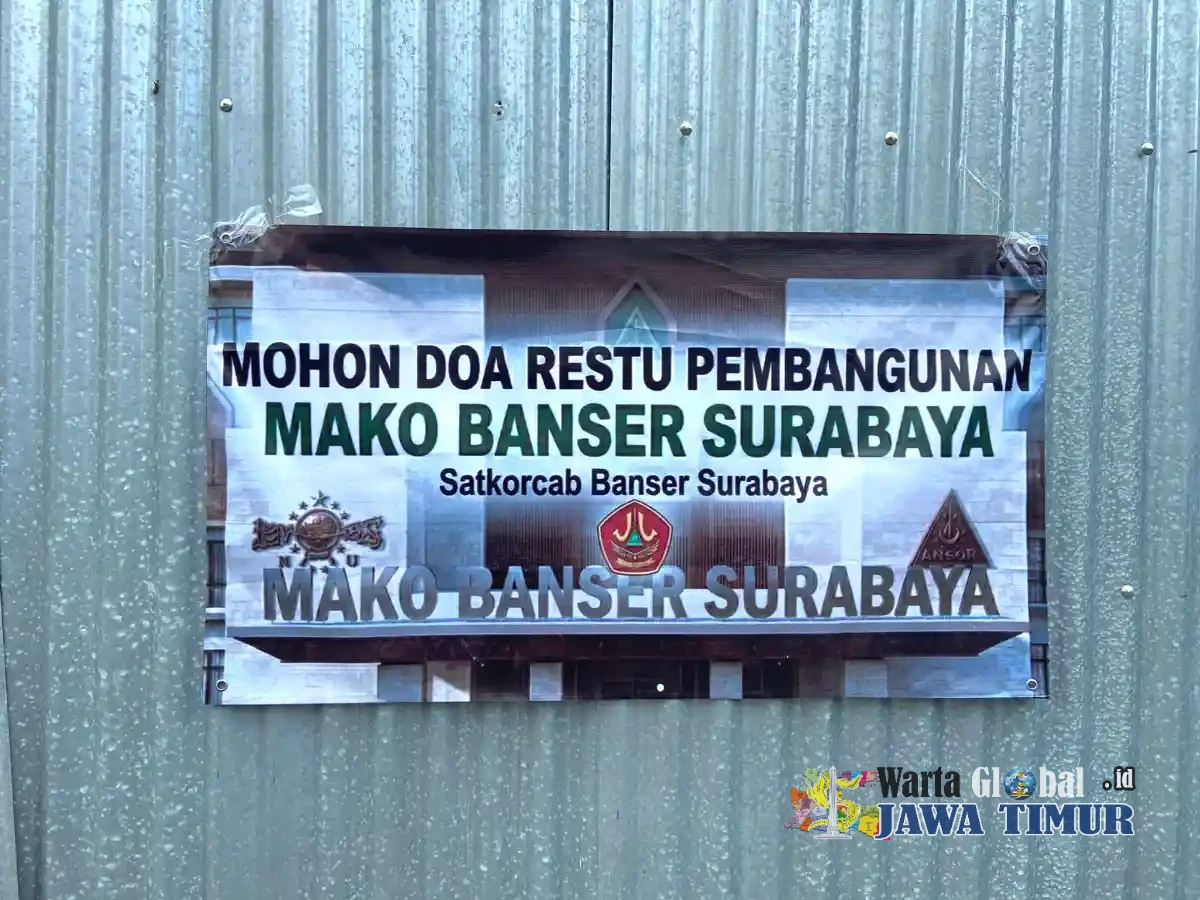 MOHON DOA RESTU PEMBANGUNAN
MAKO BANSER SURABAYA
Satkorcab Banser Surabaya
NU
ANSOR
MAKO BANSER SURABAYA
Warta Global .id
JAWA TIMUR